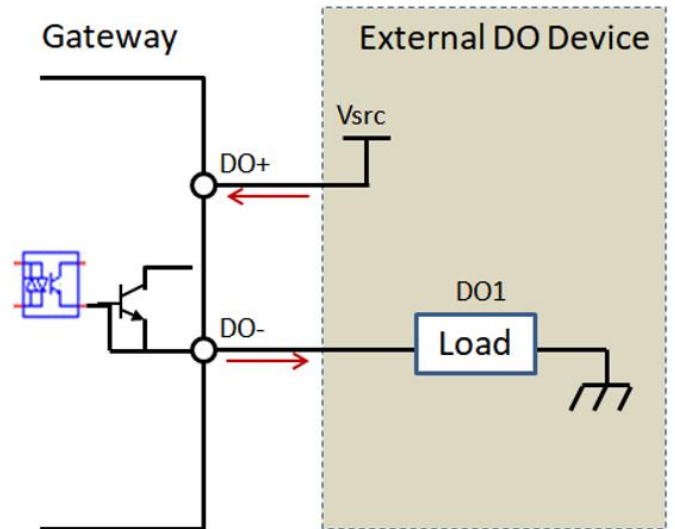 Gateway
External DO Device
Vsrc
DO+
DO1
DO-
Load